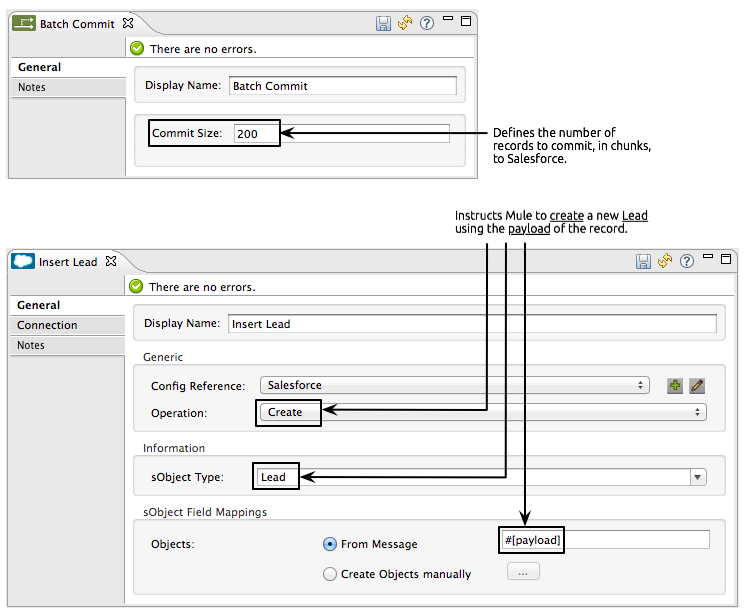 Batch Commit
There are no errors.
General
Notes
Display Name: Batch Commit
Commit Size: 200
Defines the number of
records to commit, in chunks,
to Salesforce.
Instructs Mule to create a new Lead
using the payload of the record.
Insert Lead
There are no errors.
General
Connection
Notes
Display Name: Insert Lead
Generic
Config Reference: Salesforce
Operation: Create
Information
sObject Type: Lead
sObject Field Mappings
Objects: From Message #[payload]
Create Objects manually ...